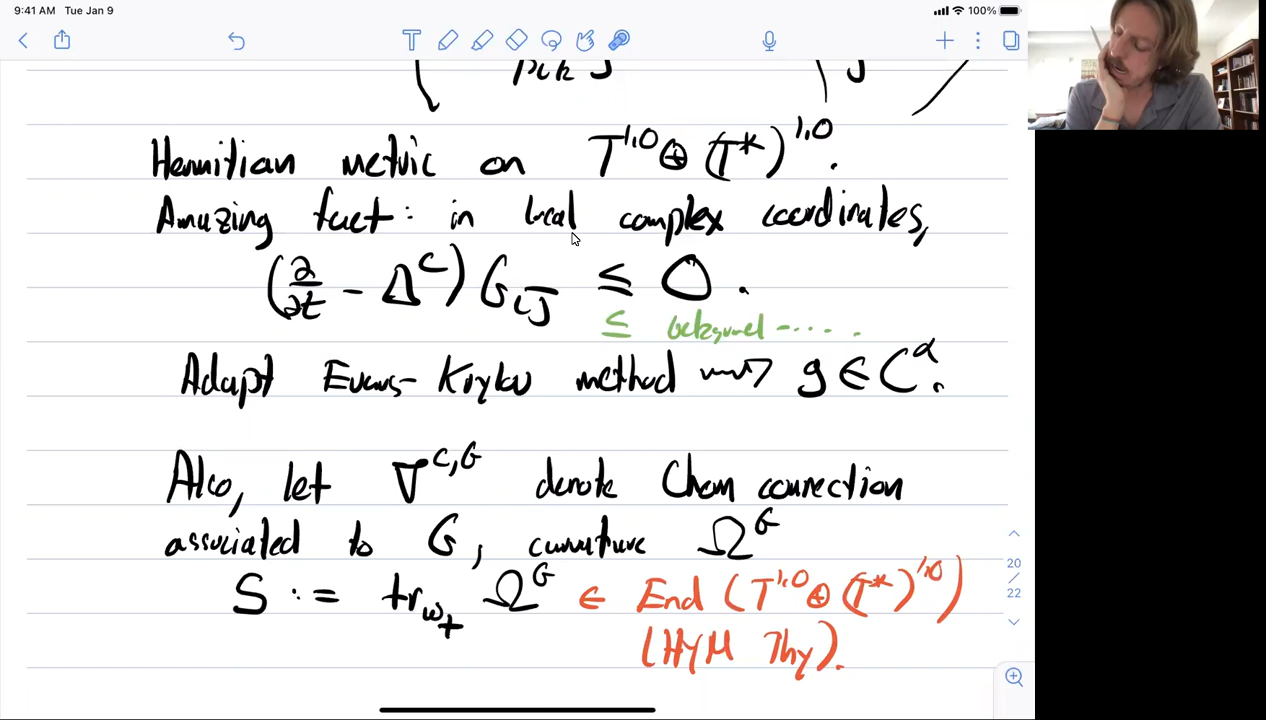 9:41 AM Tue Jan 9
100%
Hermitian metric on T^{1,0} ⊕ (T*)^{1,0}.
Amazing fact: in local complex coordinates,
(∂/∂t - Δ^C) G_{i\bar{J}} ≤ 0.
≤ background .....
Adapt Evans-Krylov method ⇝ g ∈ C^α.
Also, let ∇^{C,G} denote Chern connection
associated to G, curvature Ω^G
S := tr_{ω_+} Ω^G ∈ End (T^{1,0} ⊕ (T*)^{1,0})
(HYM Thy).
20
/
22